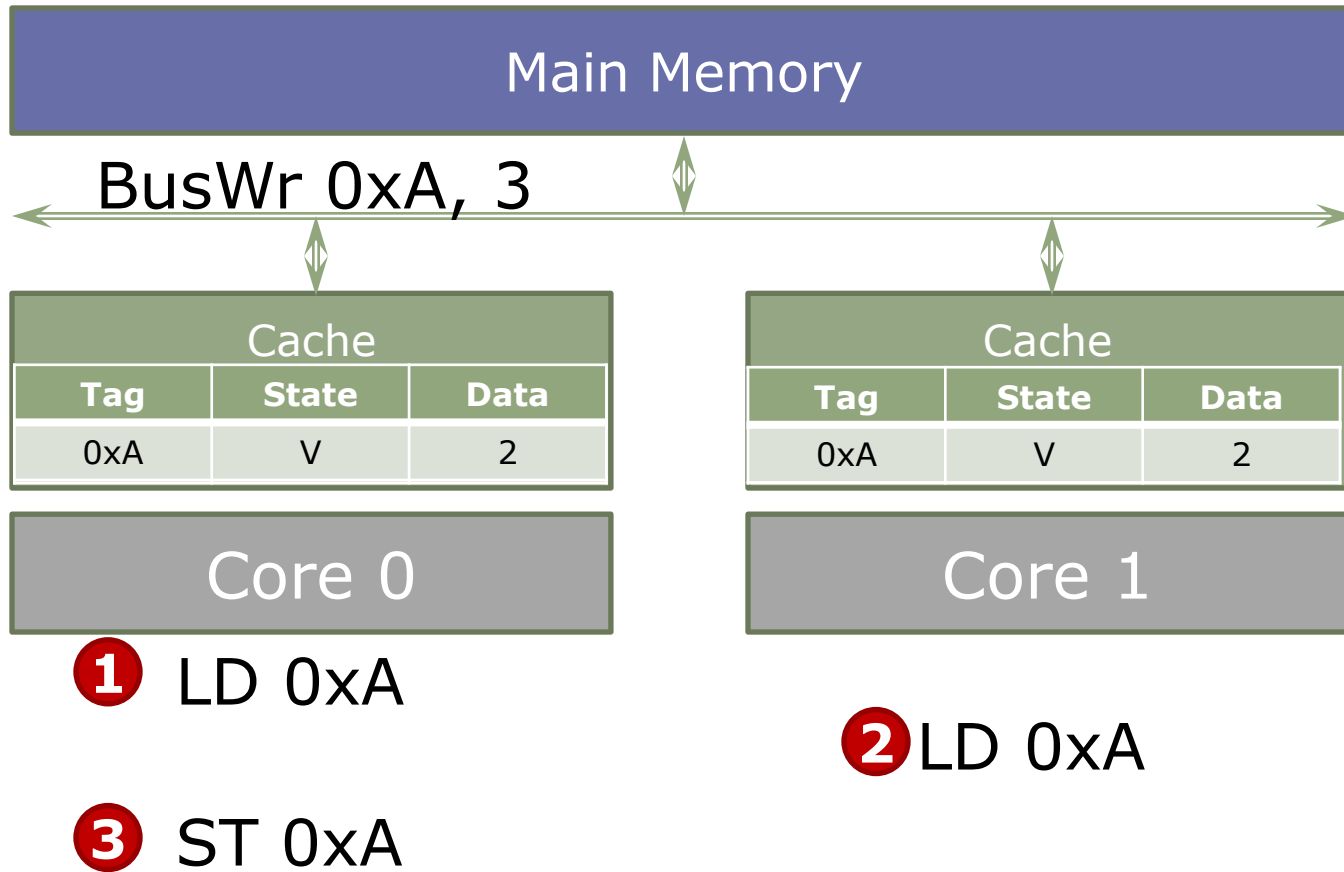 Main Memory
BusWr 0xA, 3
Cache
Tag State Data
0xA V 2
Cache
Tag State Data
0xA V 2
Core 0
Core 1
1 LD 0xA
2 LD 0xA
3 ST 0xA